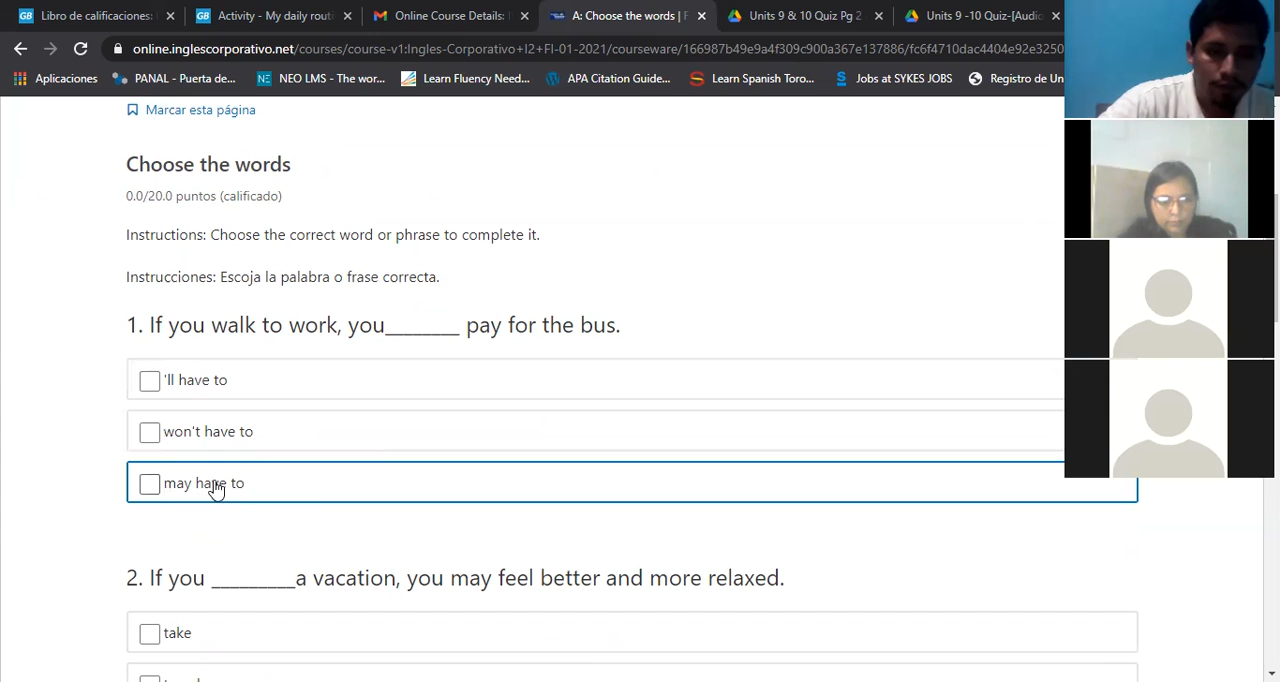 Libro de calificaciones:
Activity - My daily routi
Online Course Details:
A: Choose the words | F
Units 9 & 10 Quiz Pg 2
Units 9 -10 Quiz-[Audio
online.inglescorporativo.net/courses/course-v1:Ingles-Corporativo+I2+FI-01-2021/courseware/166987b49e9a4f309c900a367e137886/fc6f4710dac4404e92e3250
Aplicaciones
PANAL - Puerta de...
NEO LMS - The wor...
Learn Fluency Need...
APA Citation Guide...
Learn Spanish Toro...
Jobs at SYKES JOBS
Registro de Un
Marcar esta página
Choose the words
0.0/20.0 puntos (calificado)
Instructions: Choose the correct word or phrase to complete it.
Instrucciones: Escoja la palabra o frase correcta.
1. If you walk to work, you________ pay for the bus.
'll have to
won't have to
may have to
2. If you _________a vacation, you may feel better and more relaxed.
take